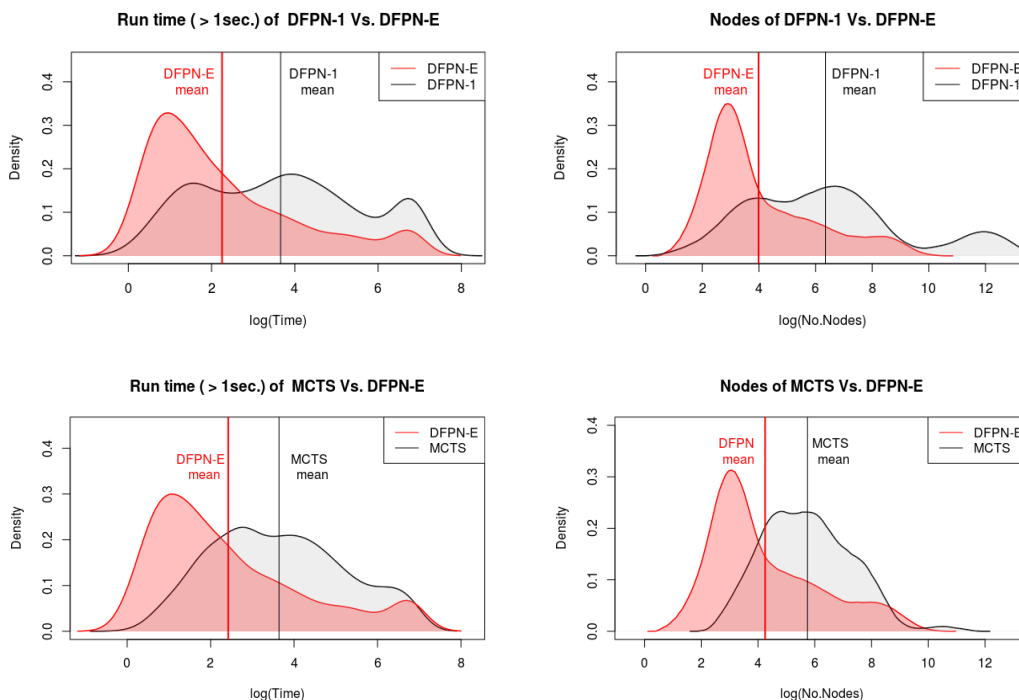 Run time ( > 1sec.) of  DFPN-1 Vs. DFPN-E
DFPN-E
mean
DFPN-1
mean
DFPN-E
DFPN-1
Density
0.0
0.1
0.2
0.3
0.4
0
2
4
6
8
log(Time)
Nodes of DFPN-1 Vs. DFPN-E
DFPN-E
mean
DFPN-1
mean
DFPN-E
DFPN-1
Density
0.0
0.1
0.2
0.3
0.4
0
2
4
6
8
10
12
log(No.Nodes)
Run time ( > 1sec.) of  MCTS Vs. DFPN-E
DFPN-E
mean
MCTS
mean
DFPN-E
MCTS
Density
0.0
0.1
0.2
0.3
0.4
0
2
4
6
8
log(Time)
Nodes of MCTS Vs. DFPN-E
DFPN
mean
MCTS
mean
DFPN-E
MCTS
Density
0.0
0.1
0.2
0.3
0.4
0
2
4
6
8
10
12
log(No.Nodes)